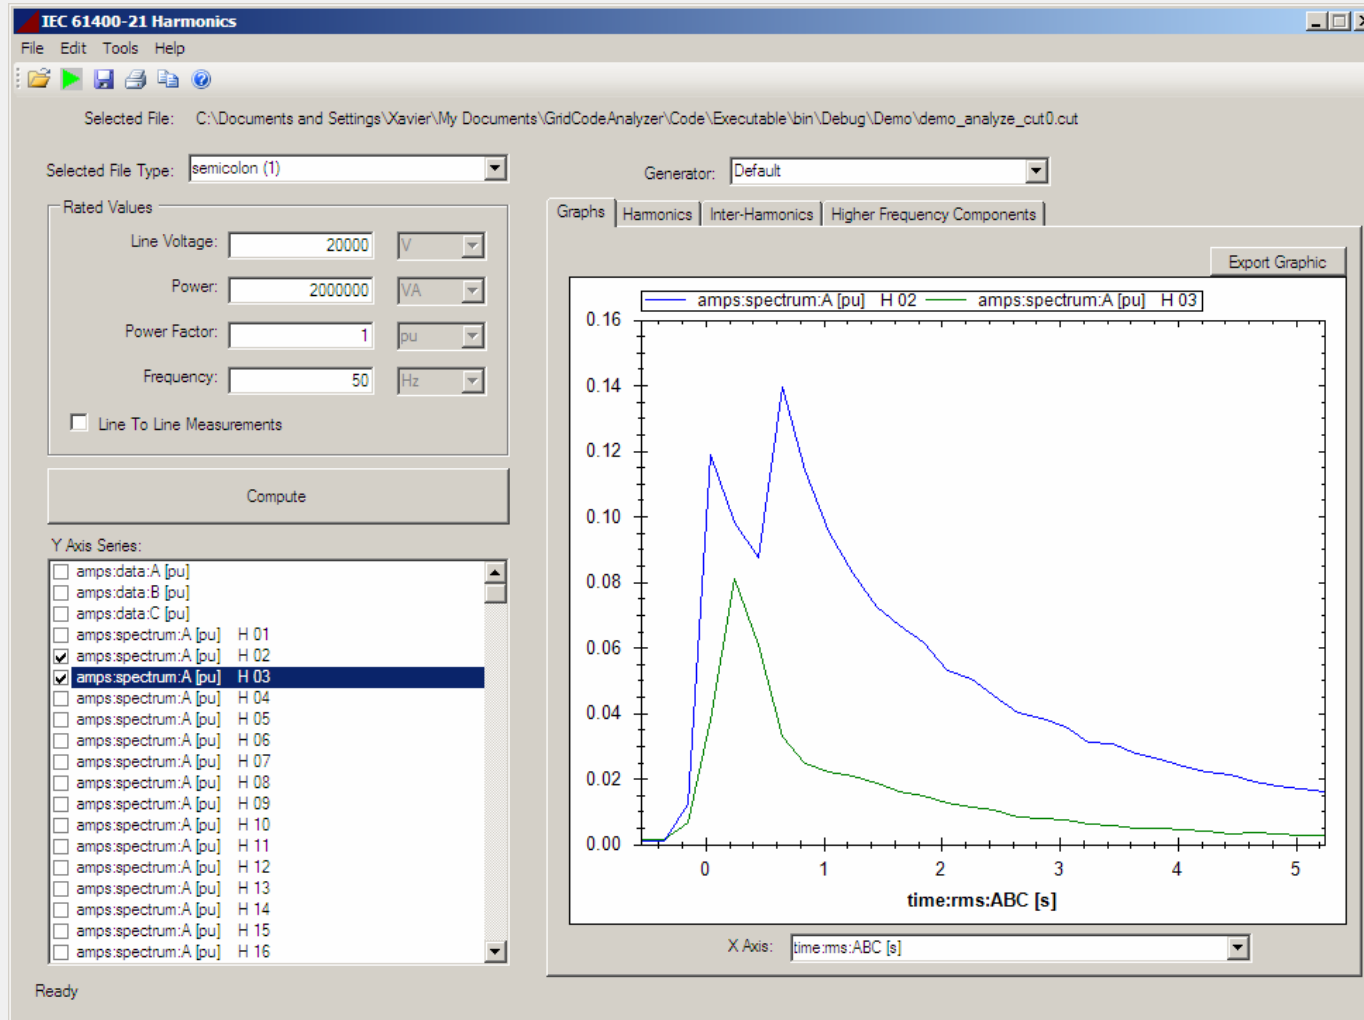 IEC 61400-21 Harmonics
File Edit Tools Help
Selected File: C:\Documents and Settings\Xavier\My Documents\GridCodeAnalyzer\Code\Executable\bin\Debug\Demo\demo_analyze_cut0.cut
Selected File Type: semicolon (1)
Generator: Default
Rated Values
Line Voltage: 20000 V
Power: 2000000 VA
Power Factor: 1 pu
Frequency: 50 Hz
Line To Line Measurements
Compute
Y Axis Series:
amps:data:A [pu]
amps:data:B [pu]
amps:data:C [pu]
amps:spectrum:A [pu] H 01
amps:spectrum:A [pu] H 02
amps:spectrum:A [pu] H 03
amps:spectrum:A [pu] H 04
amps:spectrum:A [pu] H 05
amps:spectrum:A [pu] H 06
amps:spectrum:A [pu] H 07
amps:spectrum:A [pu] H 08
amps:spectrum:A [pu] H 09
amps:spectrum:A [pu] H 10
amps:spectrum:A [pu] H 11
amps:spectrum:A [pu] H 12
amps:spectrum:A [pu] H 13
amps:spectrum:A [pu] H 14
amps:spectrum:A [pu] H 15
amps:spectrum:A [pu] H 16
Graphs Harmonics Inter-Harmonics Higher Frequency Components
Export Graphic
amps:spectrum:A [pu] H 02 amps:spectrum:A [pu] H 03
0.16
0.14
0.12
0.10
0.08
0.06
0.04
0.02
0.00
0 1 2 3 4 5
time:rms:ABC [s]
X Axis: time:rms:ABC [s]
Ready